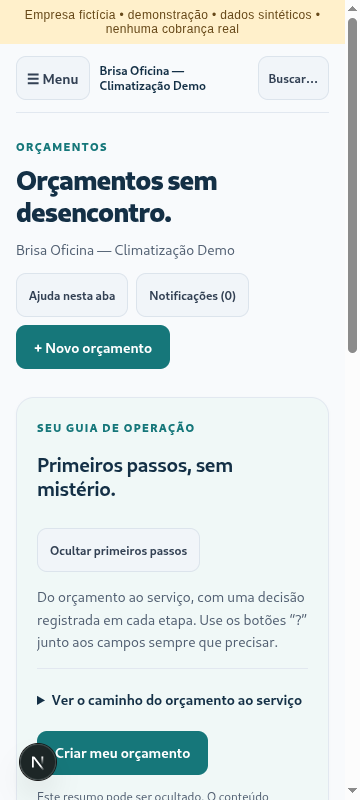 Empresa fictícia • demonstração • dados sintéticos •
nenhuma cobrança real
☰ Menu
Brisa Oficina —
Climatização Demo
Buscar…
ORÇAMENTOS
Orçamentos sem
desencontro.
Brisa Oficina — Climatização Demo
Ajuda nesta aba
Notificações (0)
+ Novo orçamento
SEU GUIA DE OPERAÇÃO
Primeiros passos, sem
mistério.
Ocultar primeiros passos
Do orçamento ao serviço, com uma decisão
registrada em cada etapa. Use os botões “?”
junto aos campos sempre que precisar.
▶ Ver o caminho do orçamento ao serviço
Criar meu orçamento
N
Este resumo pode ser ocultado. O conteúdo